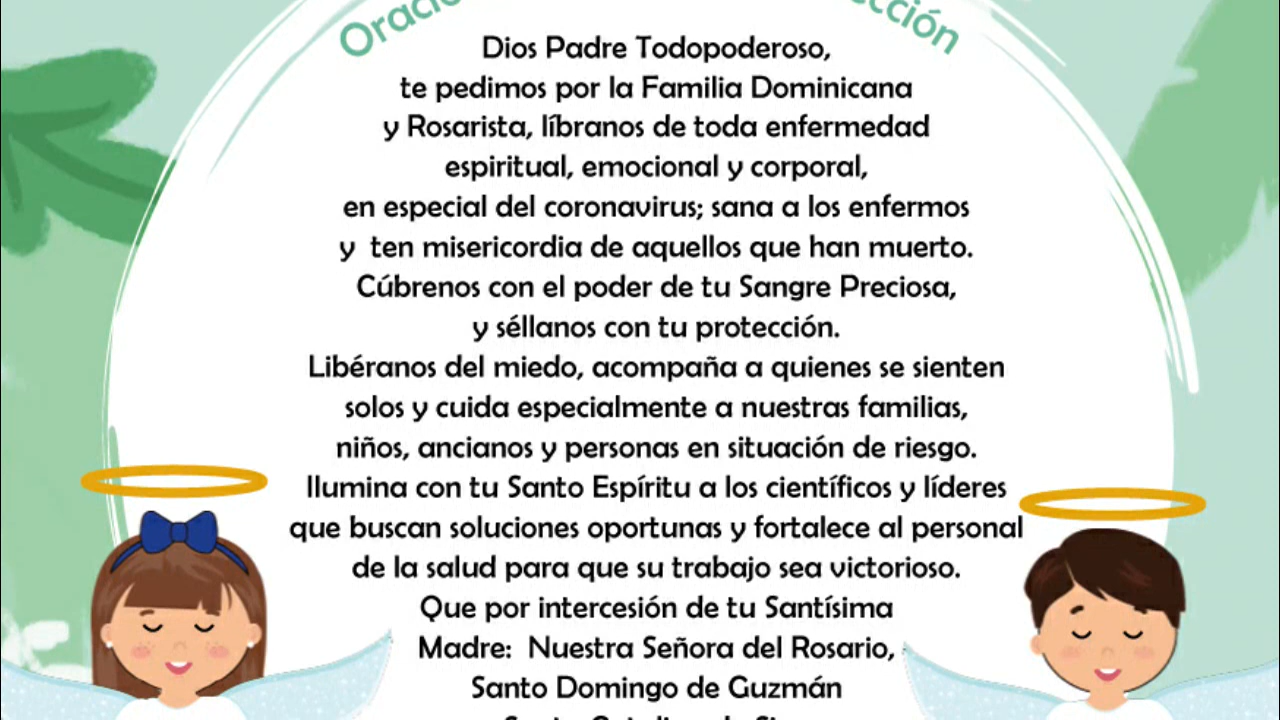 Dios Padre Todopoderoso,
te pedimos por la Familia Dominicana
y Rosarista, líbranos de toda enfermedad
espiritual, emocional y corporal,
en especial del coronavirus; sana a los enfermos
y ten misericordia de aquellos que han muerto.
Cúbrenos con el poder de tu Sangre Preciosa,
y séllanos con tu protección.
Libéranos del miedo, acompaña a quienes se sienten
solos y cuida especialmente a nuestras familias,
niños, ancianos y personas en situación de riesgo.
Ilumina con tu Santo Espíritu a los científicos y líderes
que buscan soluciones oportunas y fortalece al personal
de la salud para que su trabajo sea victorioso.
Que por intercesión de tu Santísima
Madre: Nuestra Señora del Rosario,
Santo Domingo de Guzmán